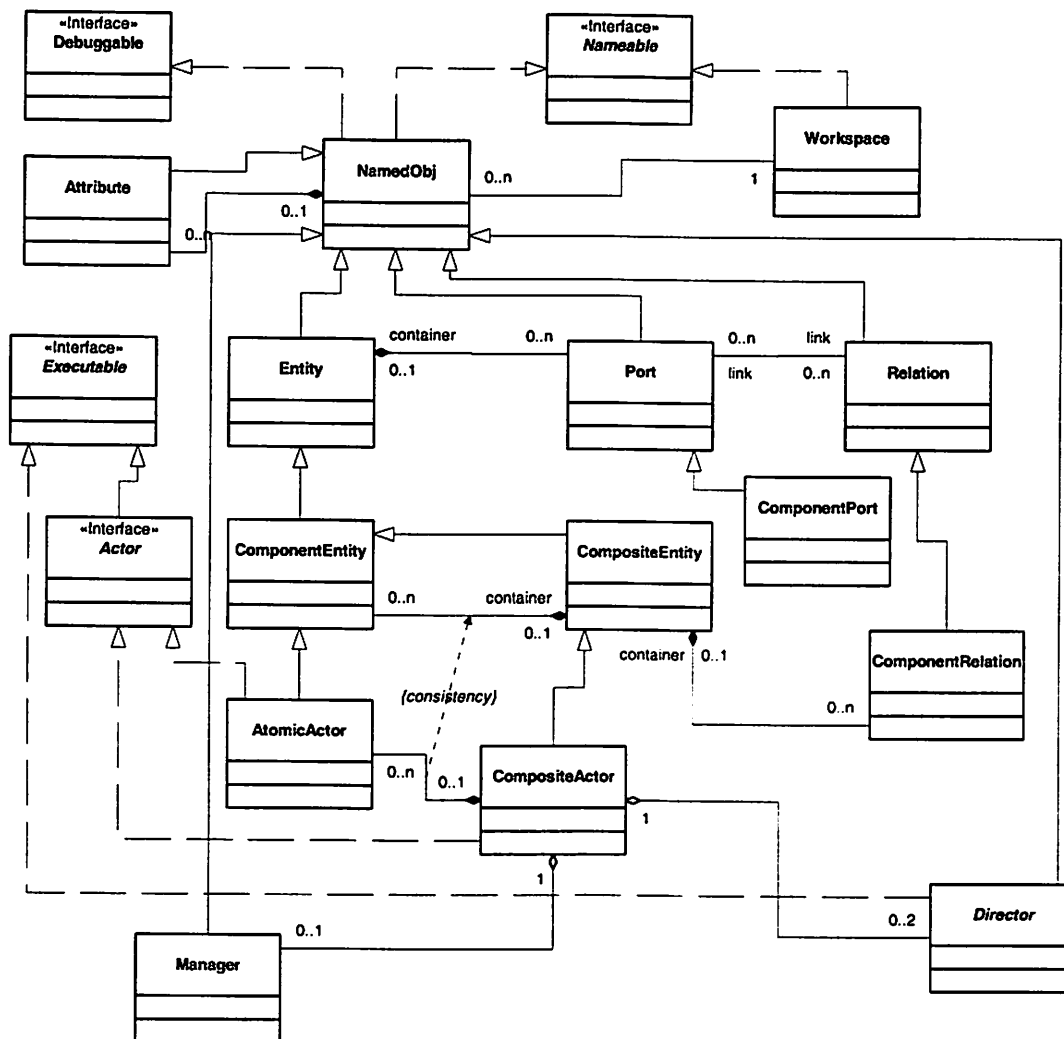 «Interface»
Debuggable
«Interface»
Nameable
Workspace
NamedObj
Attribute
0..n
1
0..1
0..n
«Interface»
Executable
container
0..n
0..n
link
Entity
Port
Relation
0..1
link
0..n
ComponentPort
«Interface»
Actor
ComponentEntity
CompositeEntity
0..n
container
0..1
container
0..1
ComponentRelation
{consistency}
0..n
AtomicActor
0..n
0..1
CompositeActor
1
1
0..2
Director
0..1
Manager